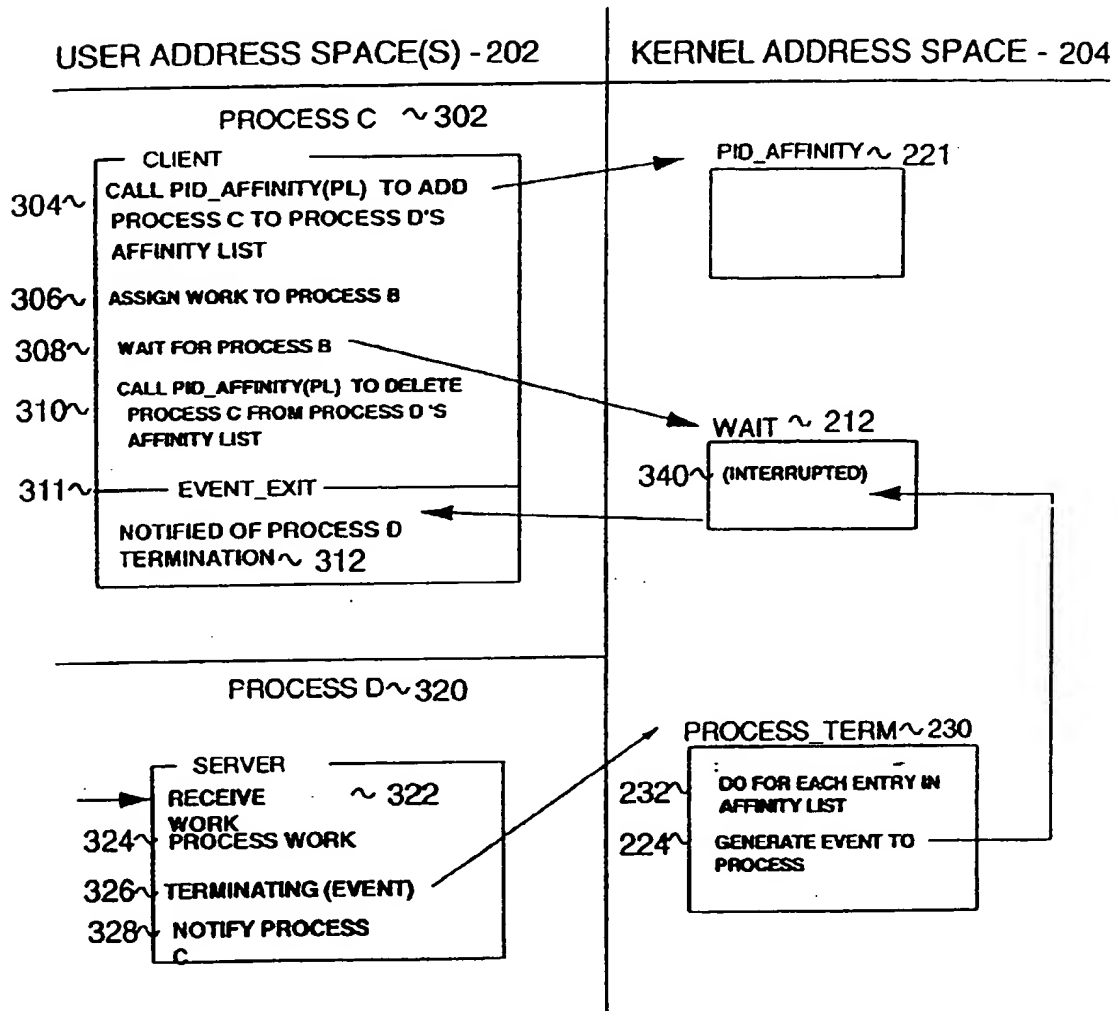 USER ADDRESS SPACE(S) - 202
KERNEL ADDRESS SPACE - 204
PROCESS C ~ 302
CLIENT
304~ CALL PID_AFFINITY(PL) TO ADD
PROCESS C TO PROCESS D'S
AFFINITY LIST
306~ ASSIGN WORK TO PROCESS B
308~ WAIT FOR PROCESS B
310~ CALL PID_AFFINITY(PL) TO DELETE
PROCESS C FROM PROCESS D 'S
AFFINITY LIST
311~ EVENT_EXIT
NOTIFIED OF PROCESS D
TERMINATION~ 312
PID_AFFINITY~ 221
WAIT ~ 212
340~ (INTERRUPTED)
PROCESS D~320
SERVER
RECEIVE ~ 322
WORK
324~ PROCESS WORK
326~ TERMINATING (EVENT)
328~ NOTIFY PROCESS
C
PROCESS_TERM~230
232~ DO FOR EACH ENTRY IN
AFFINITY LIST
224~ GENERATE EVENT TO
PROCESS